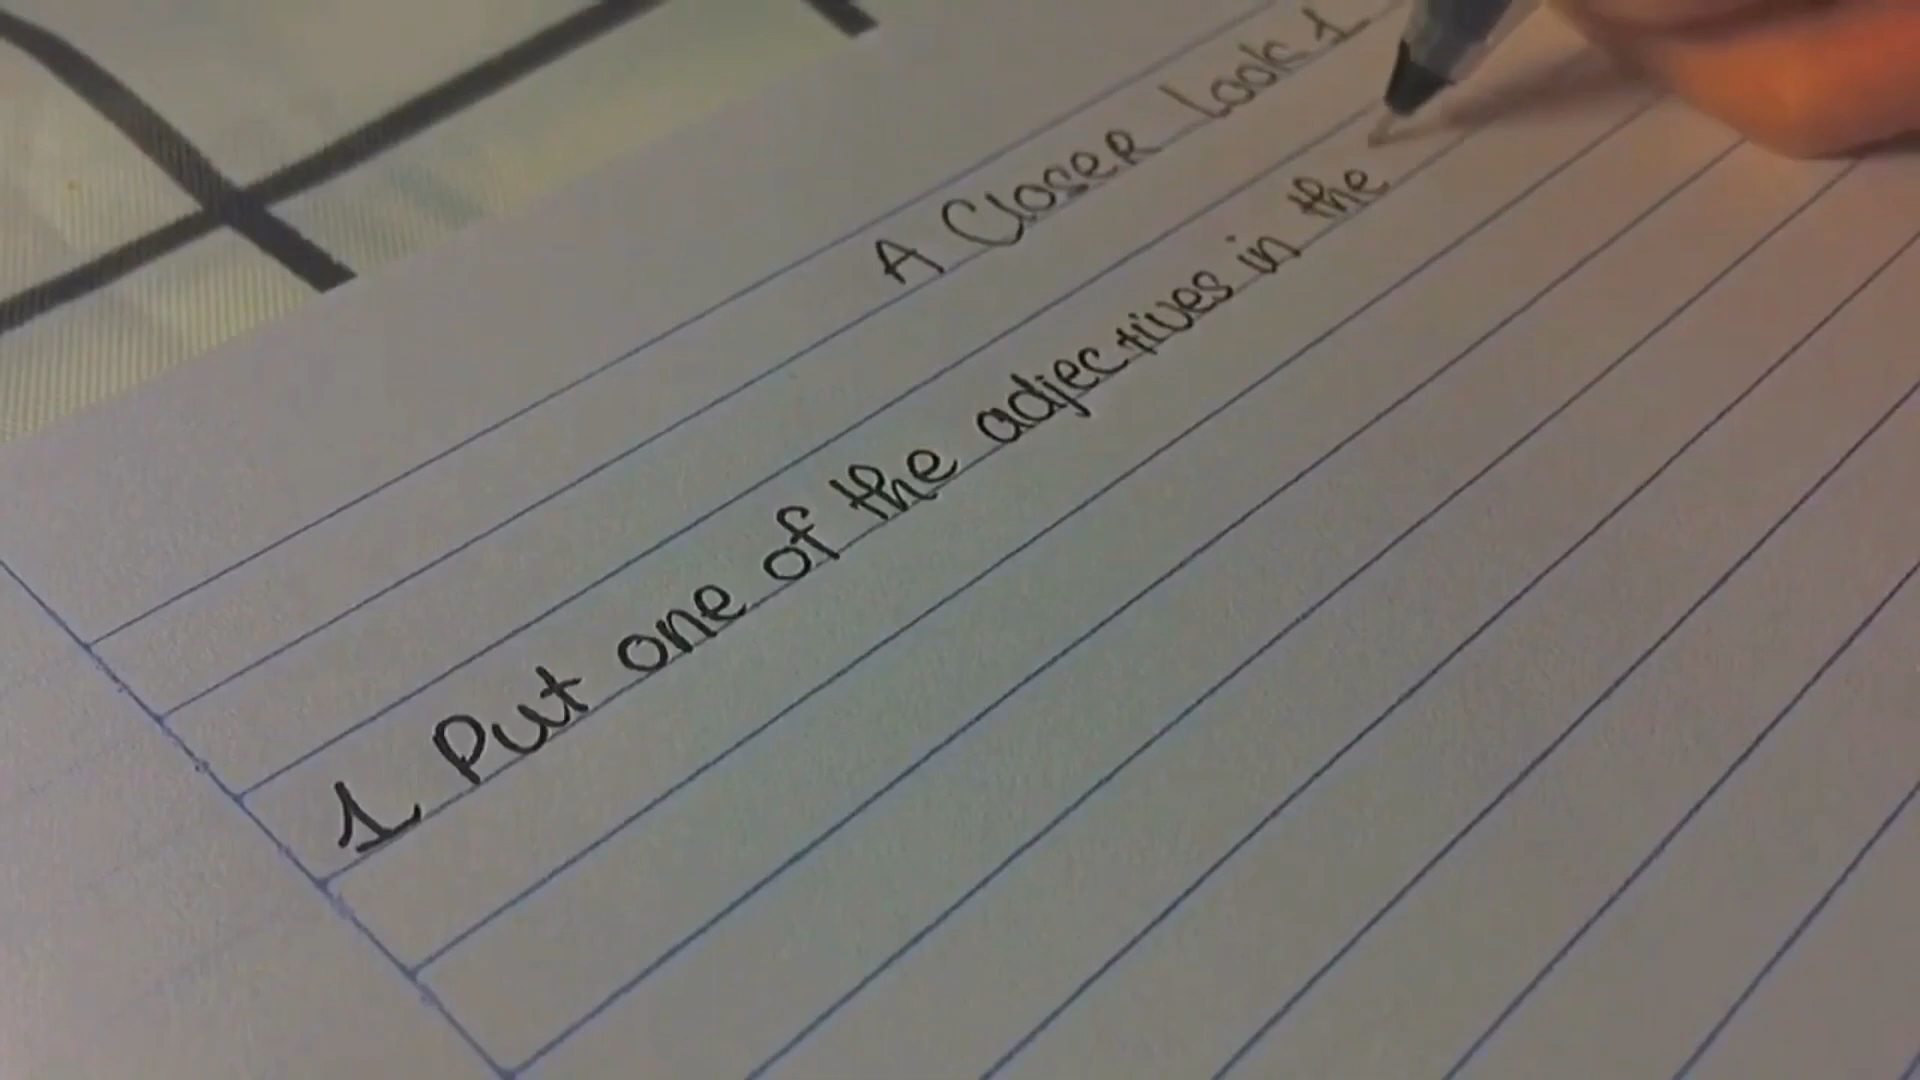 A Closer Look 1
1 Put one of the adjectives in the